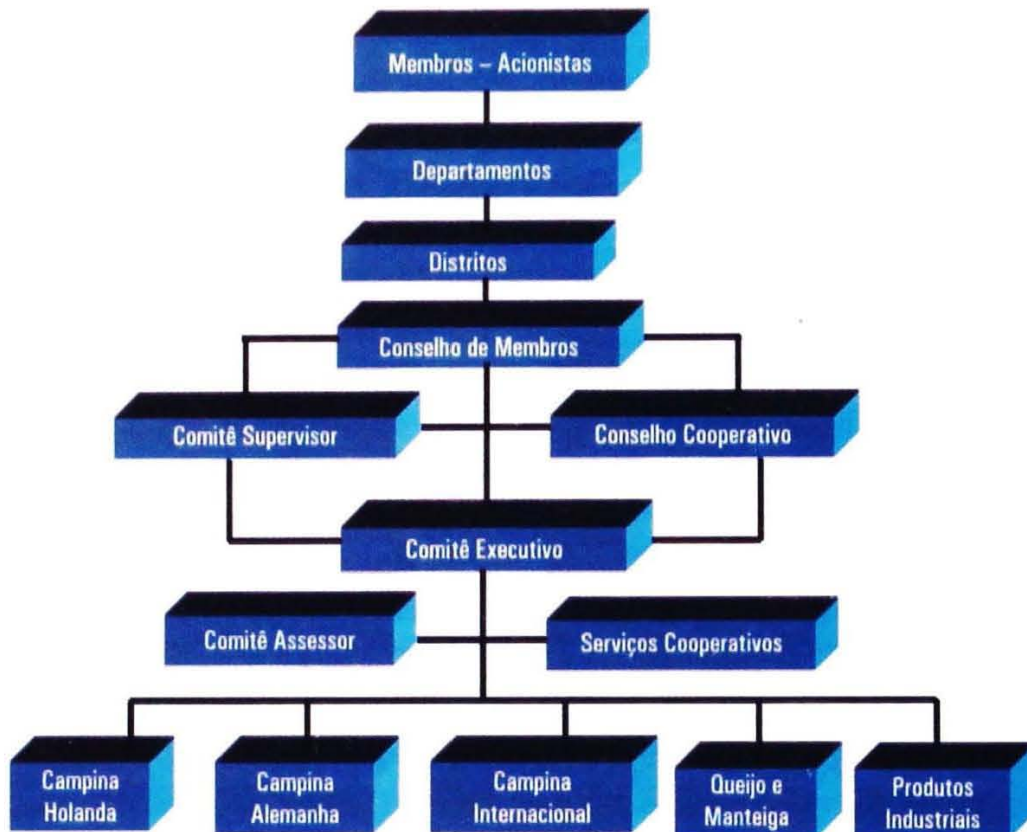 Membros – Acionistas
Departamentos
Distritos
Conselho de Membros
Comitê Supervisor
Conselho Cooperativo
Comitê Executivo
Comitê Assessor
Serviços Cooperativos
Campina
Holanda
Campina
Alemanha
Campina
Internacional
Queijo e
Manteiga
Produtos
Industriais